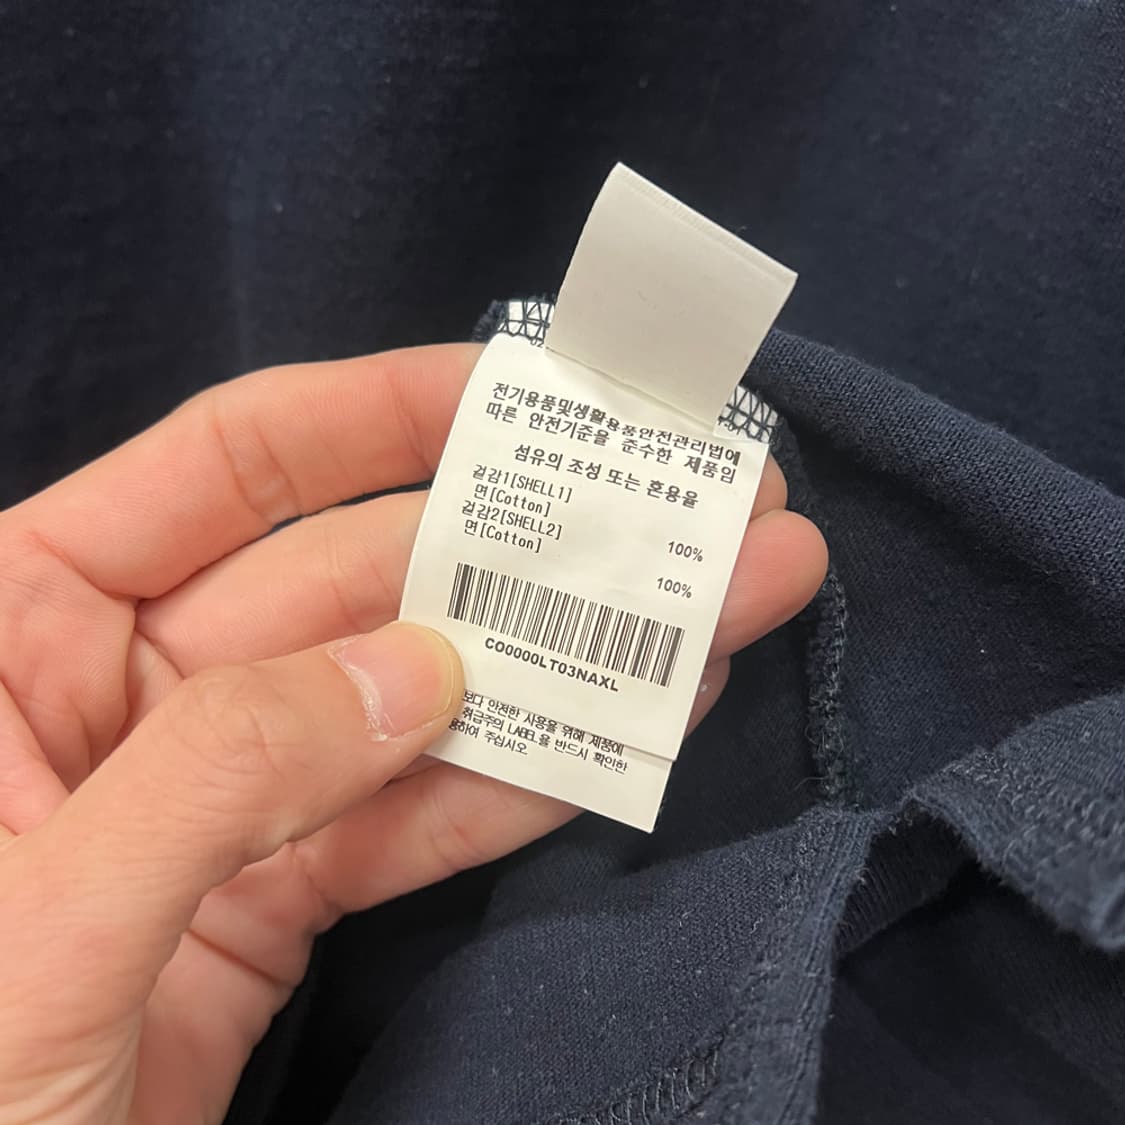 02
전기용품및생활용품안전관리법에
따른 안전기준을 준수한 제품임
섬유의 조성 또는 혼용율
겉감1[SHELL1]
면[Cotton] 100%
겉감2[SHELL2]
면[Cotton] 100%
CO0000LT03NAXL
보다 안전한 사용을 위해 제품에
취급주의 LABEL을 반드시 확인한
용하여 주십시오